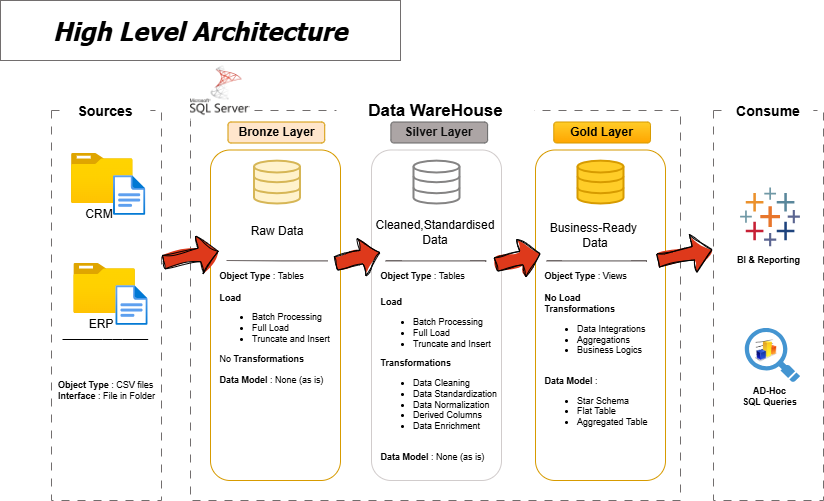 High Level Architecture
Microsoft
SQL Server
Sources
CRM
ERP
Object Type : CSV files
Interface : File in Folder
Data WareHouse
Bronze Layer
Raw Data
Object Type : Tables
Load
Batch Processing
Full Load
Truncate and Insert
No Transformations
Data Model : None (as is)
Silver Layer
Cleaned,Standardised
Data
Object Type : Tables
Load
Batch Processing
Full Load
Truncate and Insert
Transformations
Data Cleaning
Data Standardization
Data Normalization
Derived Columns
Data Enrichment
Data Model : None (as is)
Gold Layer
Business-Ready
Data
Object Type : Views
No Load
Transformations
Data Integrations
Aggregations
Business Logics
Data Model :
Star Schema
Flat Table
Aggregated Table
Consume
BI & Reporting
AD-Hoc
SQL Queries